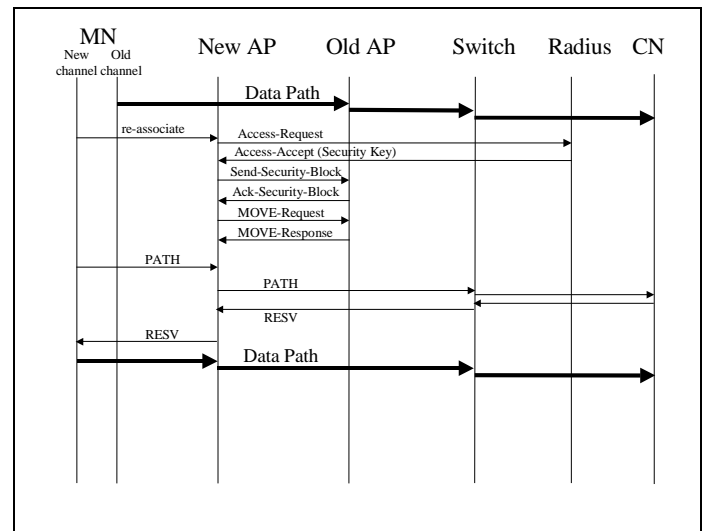 MN
New Old
channel channel
New AP
Old AP
Switch
Radius
CN
Data Path
re-associate
Access-Request
Access-Accept (Security Key)
Send-Security-Block
Ack-Security-Block
MOVE-Request
MOVE-Response
PATH
PATH
RESV
RESV
Data Path